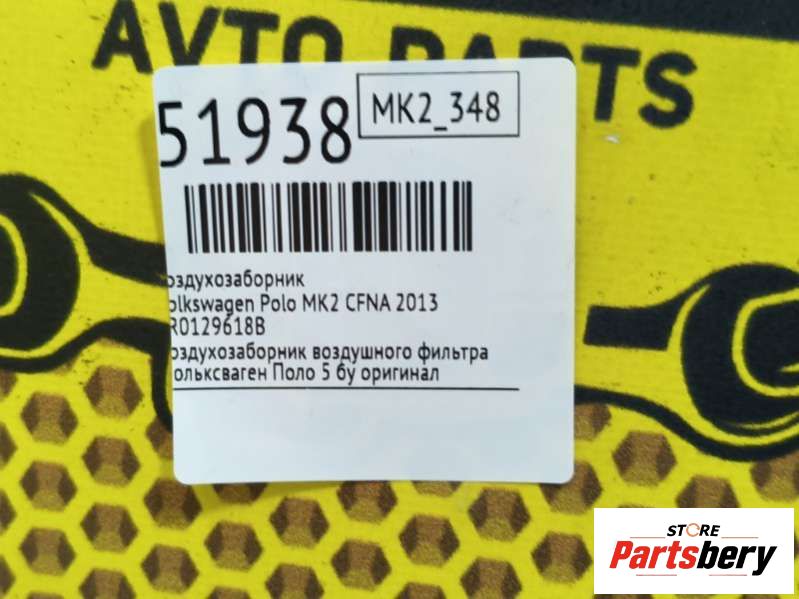 AVTO PARTS
51938
MK2_348
оздухозаборник
olkswagen Polo MK2 CFNA 2013
R0129618B
оздухозаборник воздушного фильтра
ольксваген Поло 5 бу оригинал
STORE
Partsbery